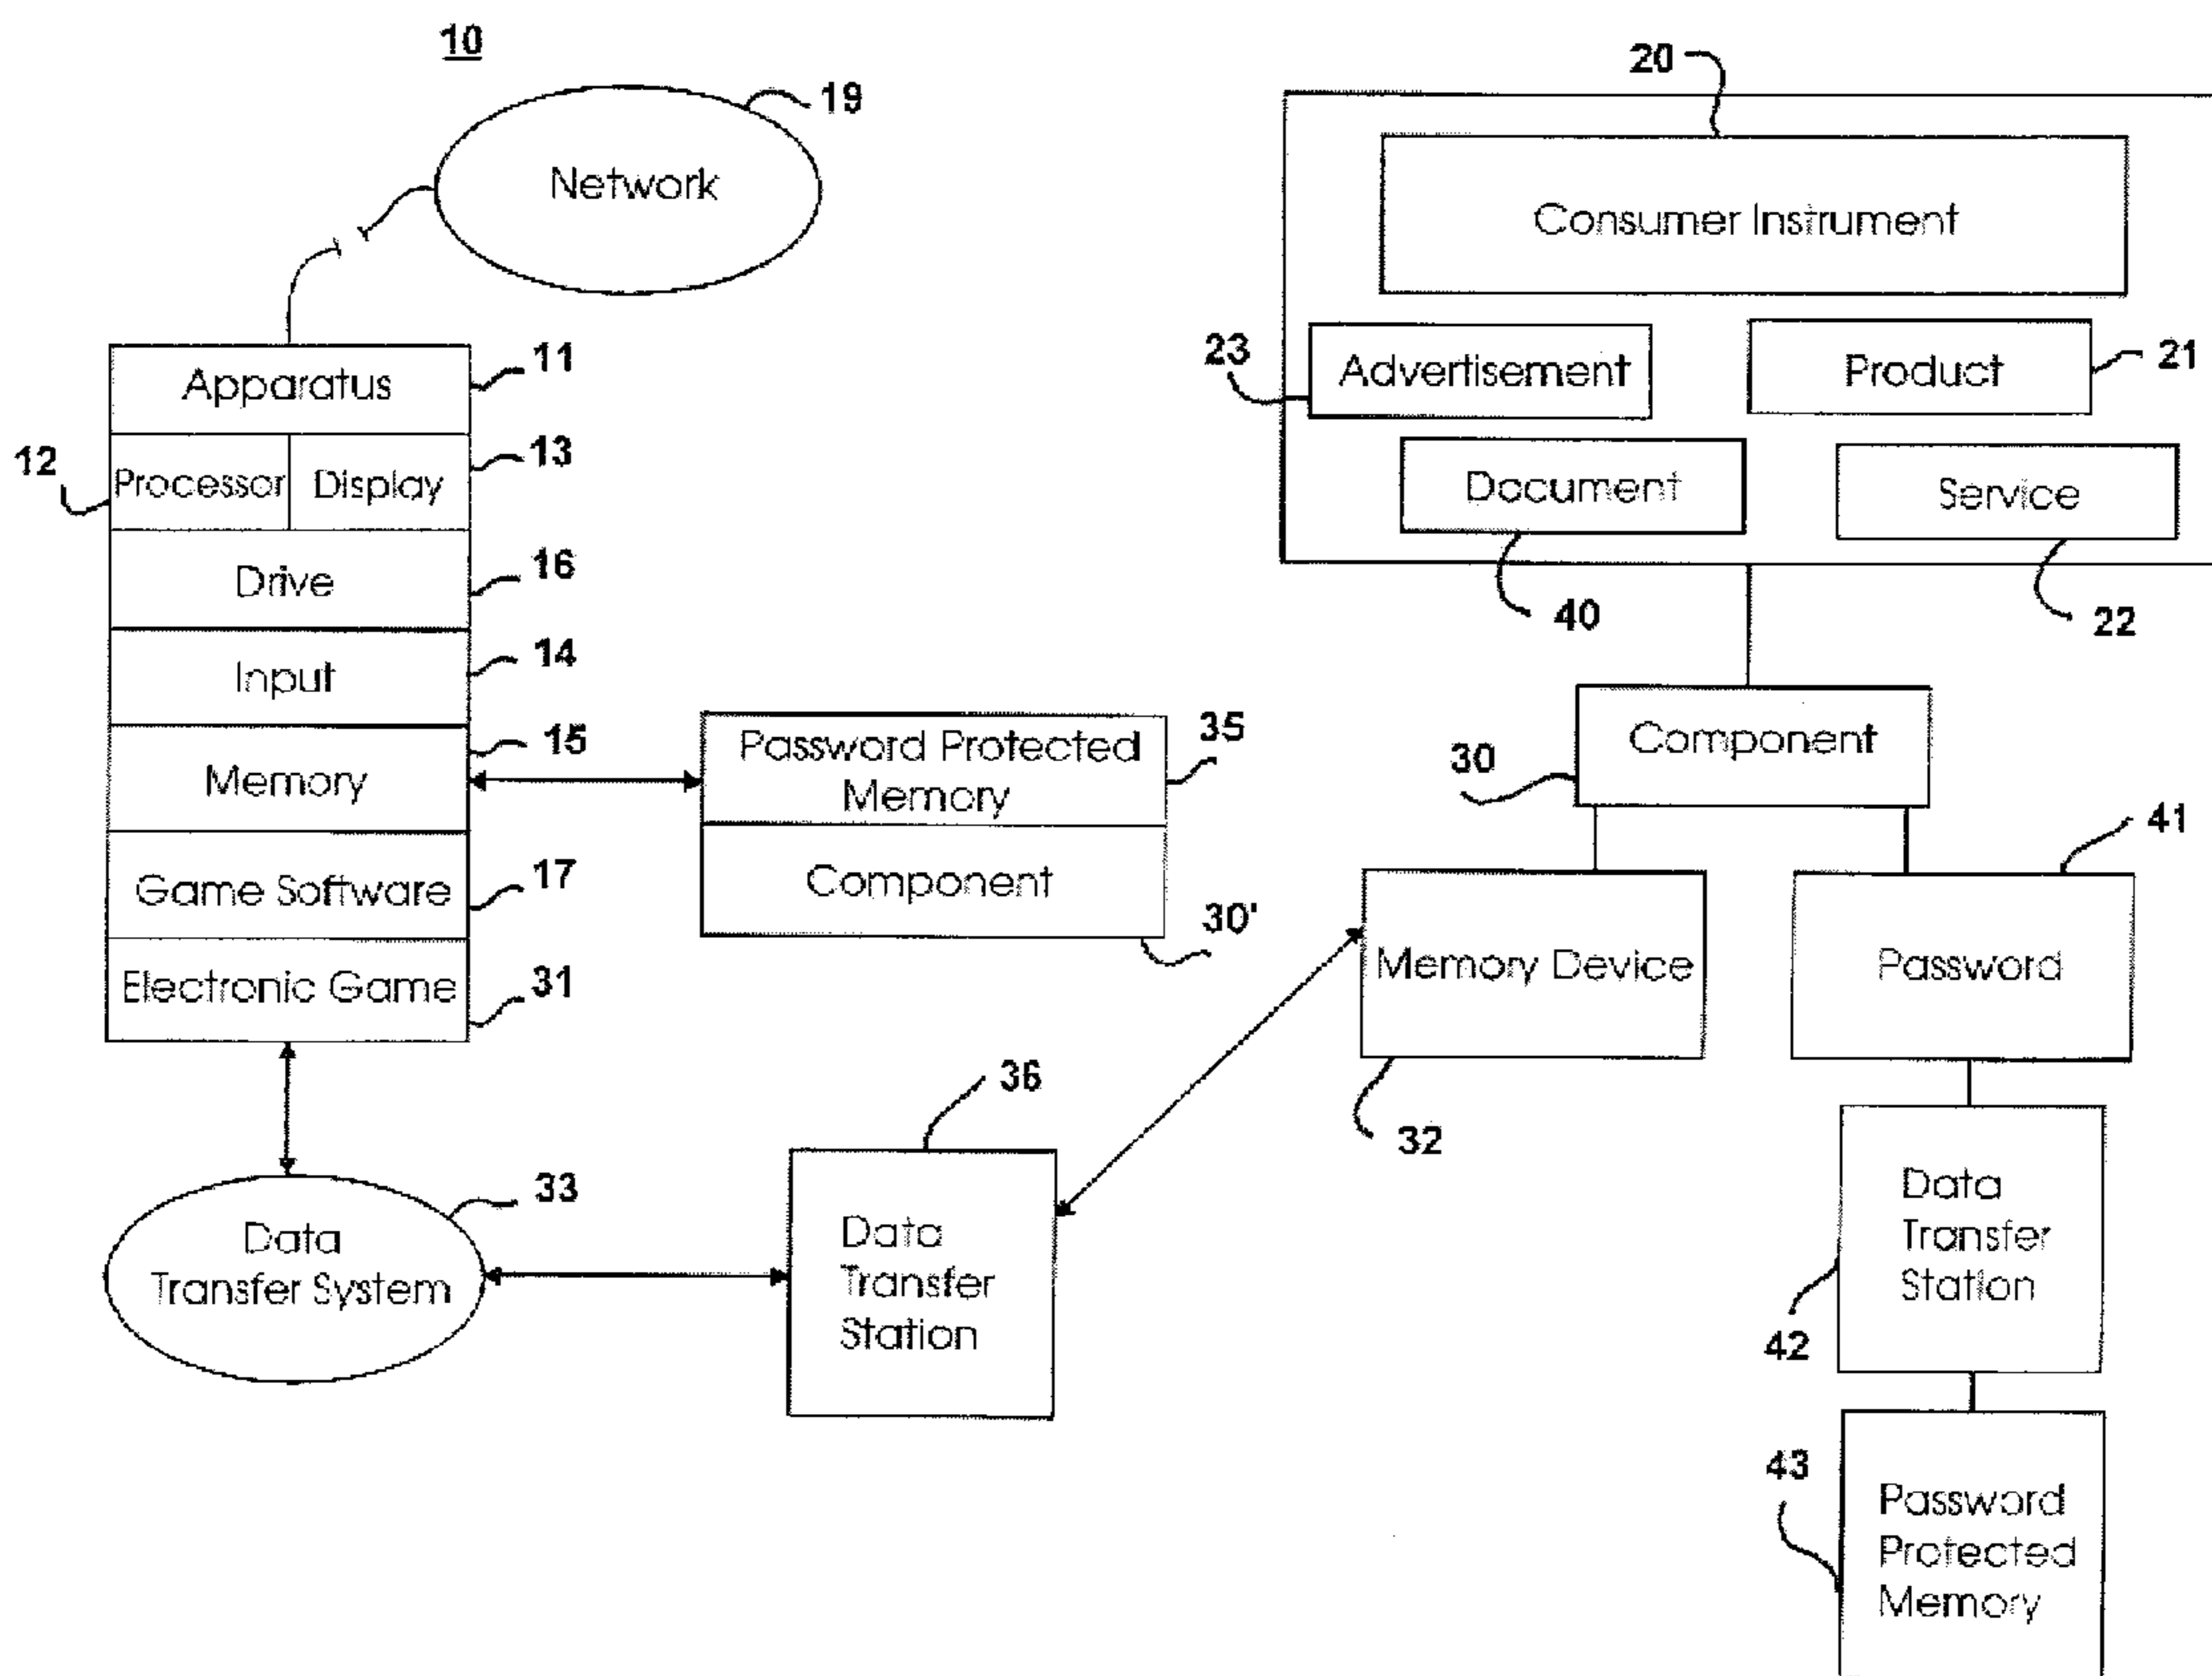 10
19
Network
Apparatus
11
12
Processor
Display
13
Drive
16
Input
14
Memory
15
Game Software
17
Electronic Game
31
Password Protected
Memory
35
Component
30'
Data
Transfer System
33
36
Data
Transfer
Station
20
Consumer Instrument
23
Advertisement
Product
21
Document
Service
40
22
Component
30
41
Memory Device
Password
32
Data
Transfer
Station
42
43
Password
Protected
Memory